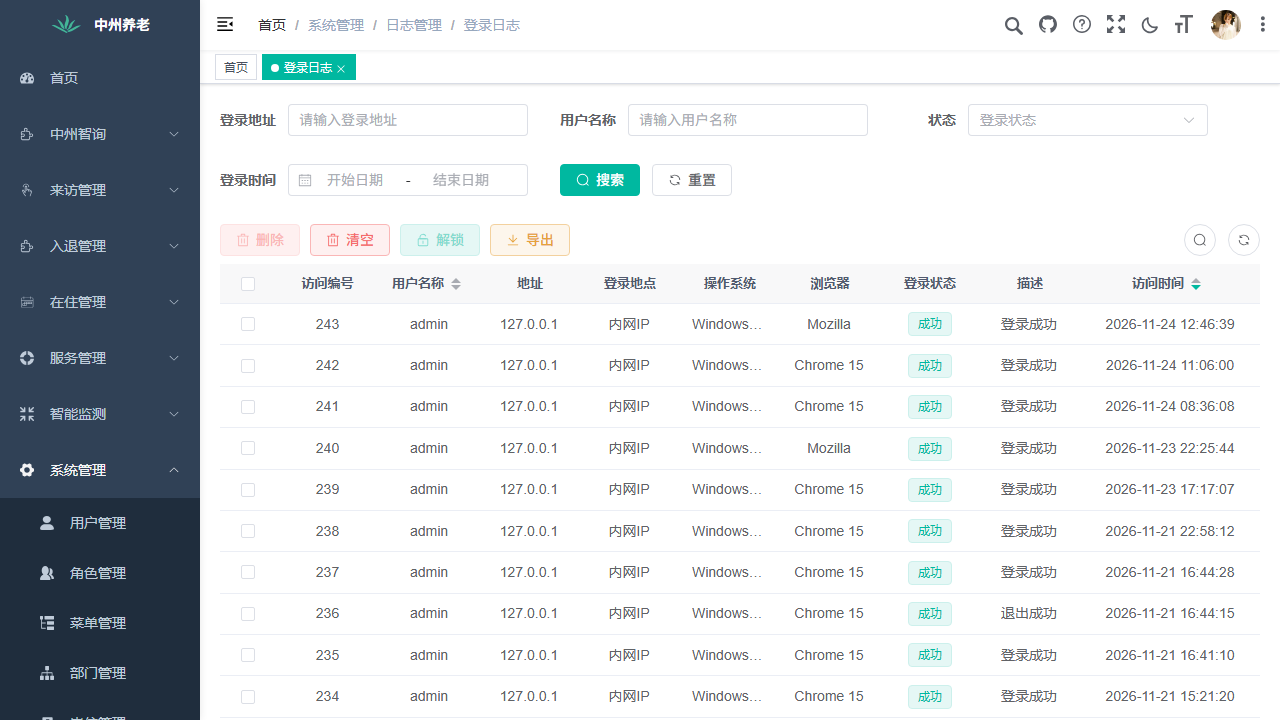 中州养老
首页 / 系统管理 / 日志管理 / 登录日志
首页
登录日志
首页
中州智询
来访管理
入退管理
在住管理
服务管理
智能监测
系统管理
用户管理
角色管理
菜单管理
部门管理
登录地址 请输入登录地址 用户名称 请输入用户名称 状态 登录状态
登录时间 开始日期 - 结束日期 搜索 重置
删除 清空 解锁 导出
访问编号 用户名称 地址 登录地点 操作系统 浏览器 登录状态 描述 访问时间
243 admin 127.0.0.1 内网IP Windows... Mozilla 成功 登录成功 2026-11-24 12:46:39
242 admin 127.0.0.1 内网IP Windows... Chrome 15 成功 登录成功 2026-11-24 11:06:00
241 admin 127.0.0.1 内网IP Windows... Chrome 15 成功 登录成功 2026-11-24 08:36:08
240 admin 127.0.0.1 内网IP Windows... Mozilla 成功 登录成功 2026-11-23 22:25:44
239 admin 127.0.0.1 内网IP Windows... Chrome 15 成功 登录成功 2026-11-23 17:17:07
238 admin 127.0.0.1 内网IP Windows... Chrome 15 成功 登录成功 2026-11-21 22:58:12
237 admin 127.0.0.1 内网IP Windows... Chrome 15 成功 登录成功 2026-11-21 16:44:28
236 admin 127.0.0.1 内网IP Windows... Chrome 15 成功 退出成功 2026-11-21 16:44:15
235 admin 127.0.0.1 内网IP Windows... Chrome 15 成功 登录成功 2026-11-21 16:41:10
234 admin 127.0.0.1 内网IP Windows... Chrome 15 成功 登录成功 2026-11-21 15:21:20